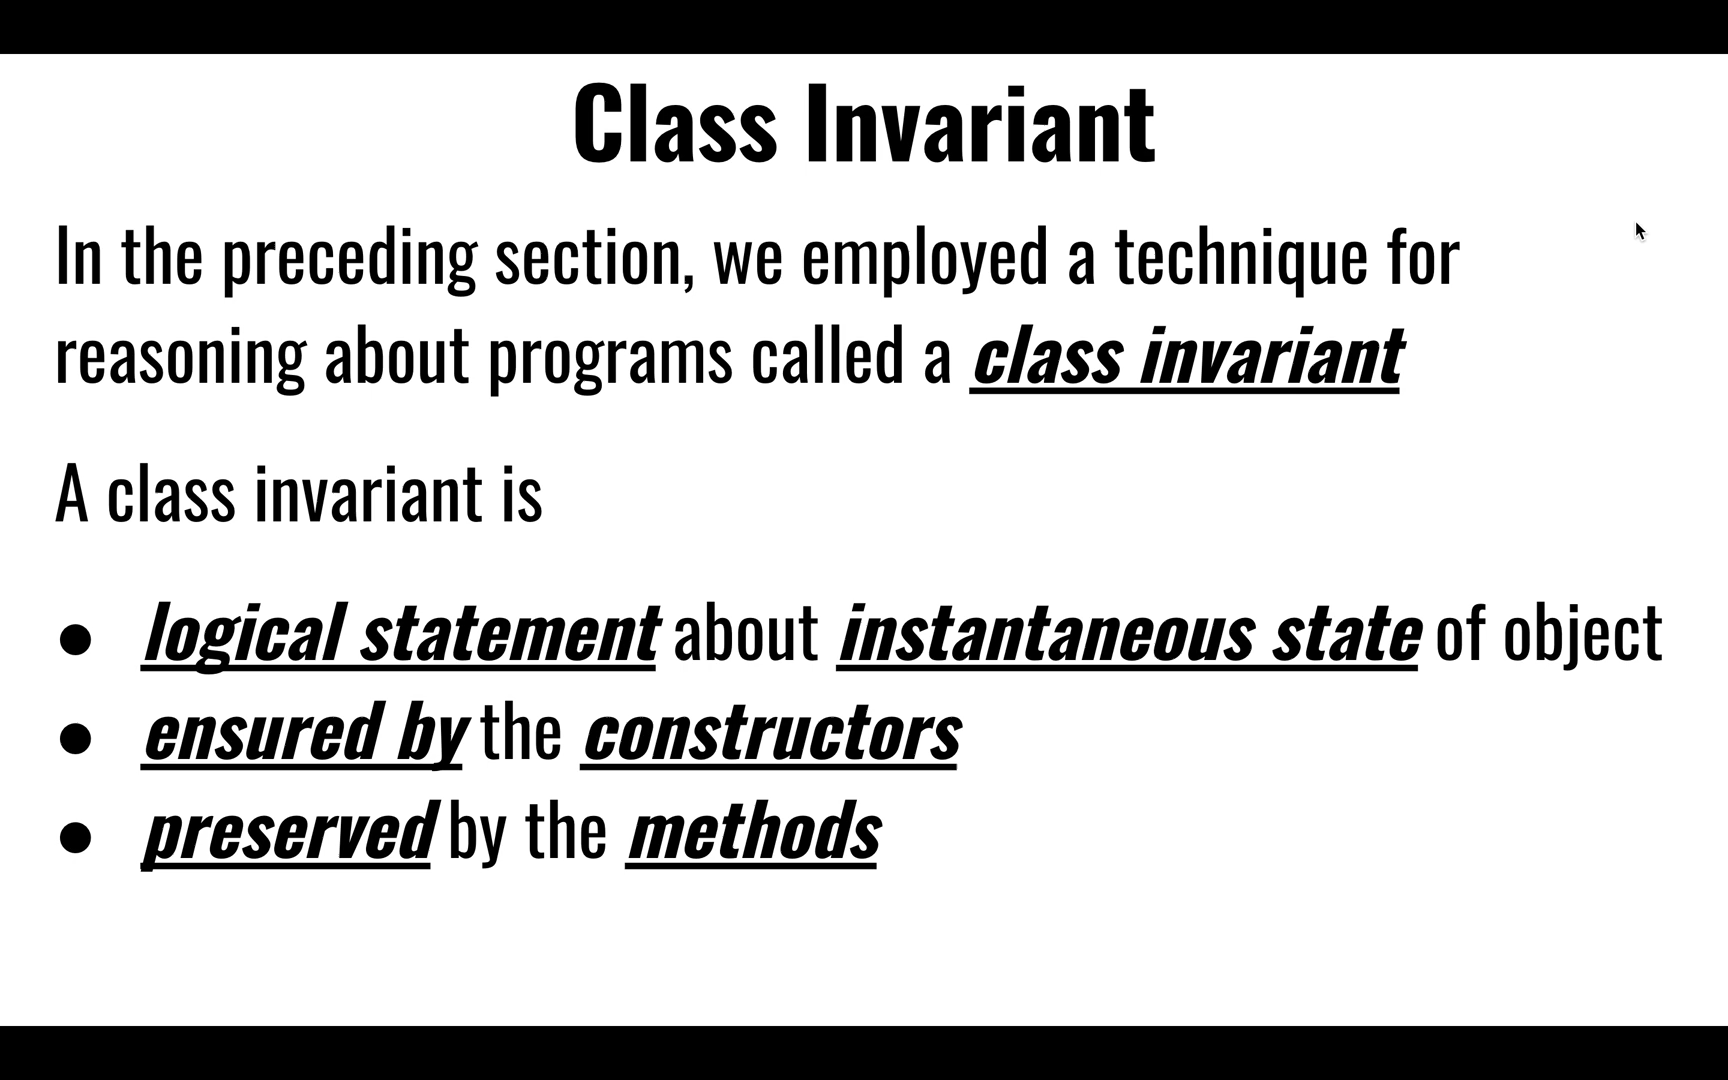 Class Invariant
In the preceding section, we employed a technique for
reasoning about programs called a class invariant
A class invariant is
● logical statement about instantaneous state of object
● ensured by the constructors
● preserved by the methods